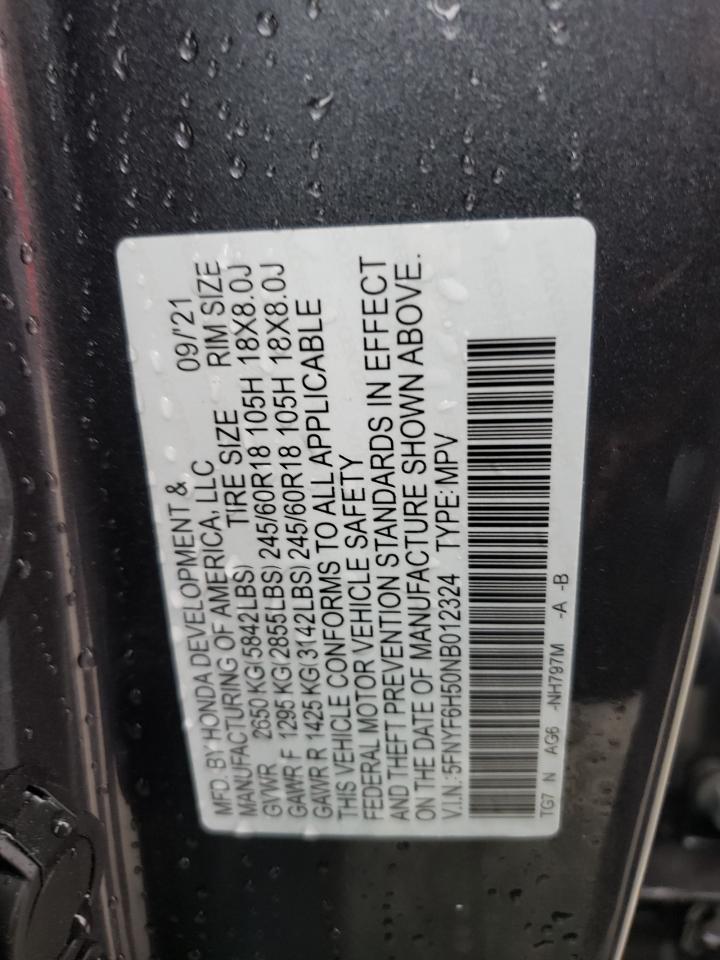 MFD. BY HONDA DEVELOPMENT & 09/'21
MANUFACTURING OF AMERICA, LLC RIM SIZE
GVWR 2650 KG(5842LBS) TIRE SIZE
GAWR F 1295 KG(2855LBS) 245/60R18 105H 18X8.0J
GAWR R 1425 KG(3142LBS) 245/60R18 105H 18X8.0J
THIS VEHICLE CONFORMS TO ALL APPLICABLE
FEDERAL MOTOR VEHICLE SAFETY
AND THEFT PREVENTION STANDARDS IN EFFECT
ON THE DATE OF MANUFACTURE SHOWN ABOVE.
V.I.N.:5FNYF6H50NB012324 TYPE:MPV
TG7 N AG6 -NH797M -A -B